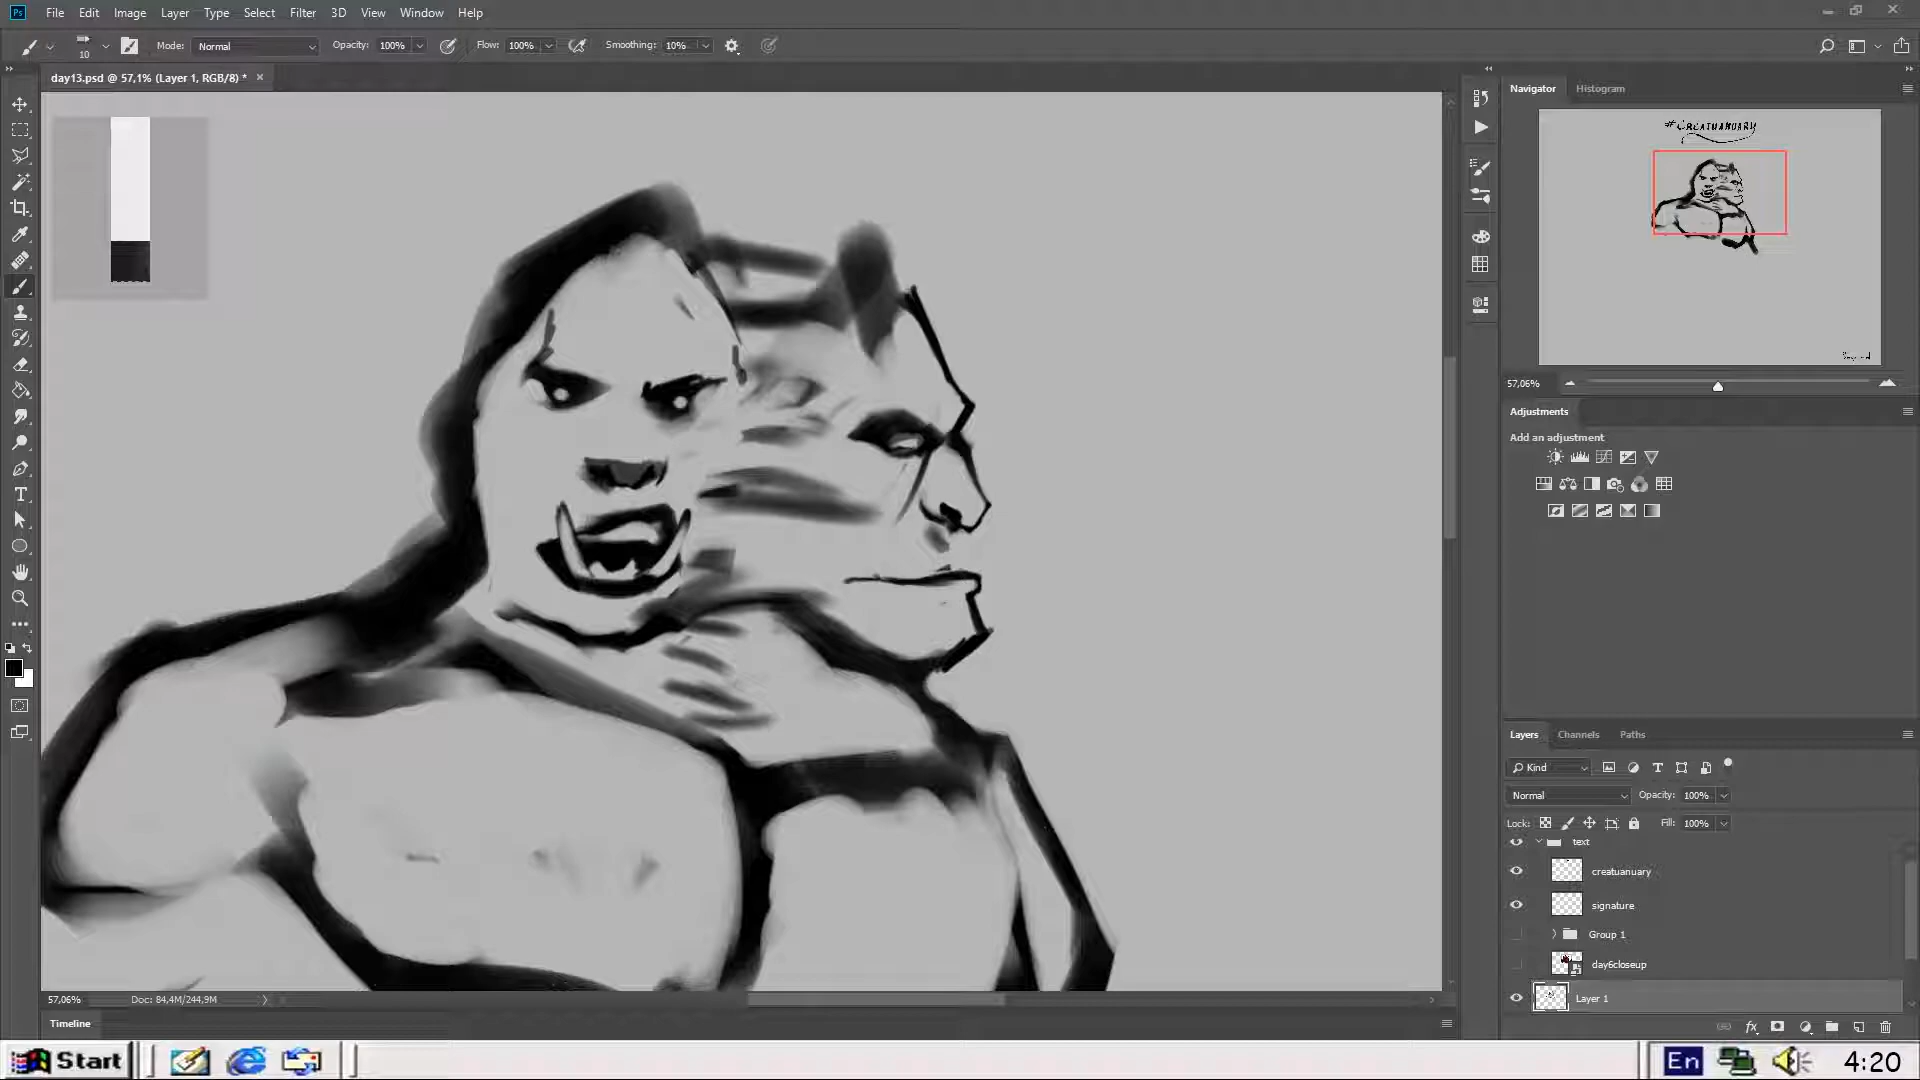 Ps File Edit Image Layer Type Select Filter 3D View Window Help
10 Mode: Normal Opacity: 100% Flow: 100% Smoothing: 10%
day13.psd @ 57,1% (Layer 1, RGB/8) *
Navigator Histogram
#CREATUANUARY
57,06%
Adjustments
Add an adjustment
Layers Channels Paths
Kind
Normal Opacity: 100%
Lock: Fill: 100%
text
creatuanuary
signature
Group 1
day6closeup
Layer 1
57,06% Doc: 84,4M/244,9M
Timeline
Start En 4:20